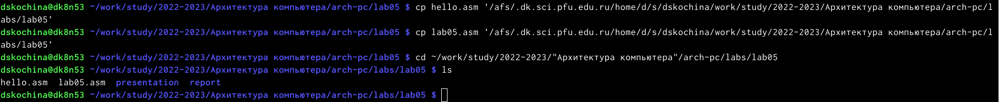 dskochina@dk8n53 ~/work/study/2022-2023/Архитектура компьютера/arch-pc/lab05 $ cp hello.asm '/afs/.dk.sci.pfu.edu.ru/home/d/s/dskochina/work/study/2022-2023/Архитектура компьютера/arch-pc/l
abs/lab05'
dskochina@dk8n53 ~/work/study/2022-2023/Архитектура компьютера/arch-pc/lab05 $ cp lab05.asm '/afs/.dk.sci.pfu.edu.ru/home/d/s/dskochina/work/study/2022-2023/Архитектура компьютера/arch-pc/l
abs/lab05'
dskochina@dk8n53 ~/work/study/2022-2023/Архитектура компьютера/arch-pc/lab05 $ cd ~/work/study/2022-2023/"Архитектура компьютера"/arch-pc/labs/lab05
dskochina@dk8n53 ~/work/study/2022-2023/Архитектура компьютера/arch-pc/labs/lab05 $ ls
hello.asm  lab05.asm  presentation  report
dskochina@dk8n53 ~/work/study/2022-2023/Архитектура компьютера/arch-pc/labs/lab05 $